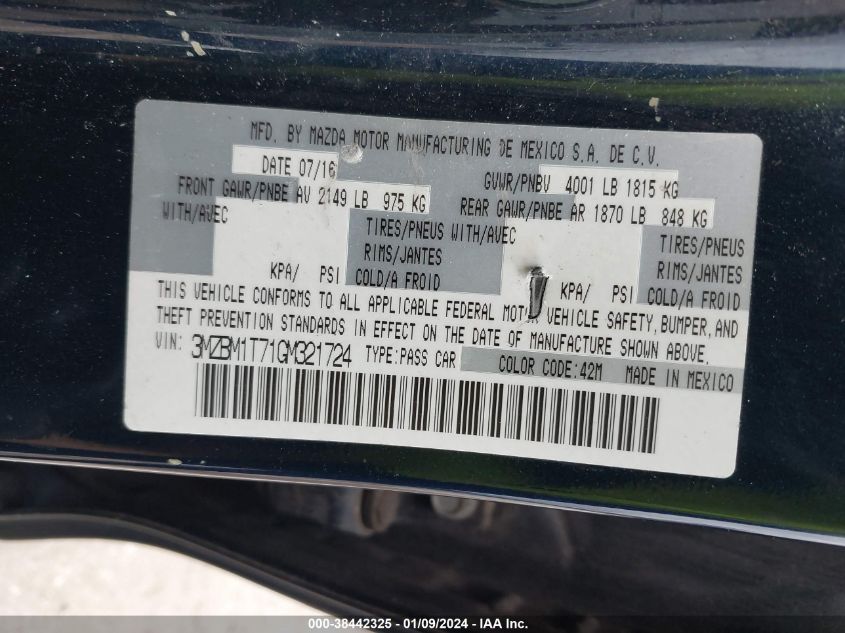 MFD. BY MAZDA MOTOR MANUFACTURING DE MEXICO S.A. DE C.V.
DATE 07/16 GVWR/PNBV 4001 LB 1815 KG
FRONT GAWR/PNBE AV 2149 LB 975 KG REAR GAWR/PNBE AR 1870 LB 848 KG
WITH/AVEC TIRES/PNEUS WITH/AVEC TIRES/PNEUS
RIMS/JANTES RIMS/JANTES
KPA/ PSI COLD/A FROID KPA/ PSI COLD/A FROID
THIS VEHICLE CONFORMS TO ALL APPLICABLE FEDERAL MOTOR VEHICLE SAFETY, BUMPER, AND
THEFT PREVENTION STANDARDS IN EFFECT ON THE DATE OF MANUFACTURE SHOWN ABOVE.
VIN: 3MZBM1T71GM321724 TYPE:PASS CAR COLOR CODE:42M MADE IN MEXICO
000-38442325 - 01/09/2024 - © IAA, Inc.